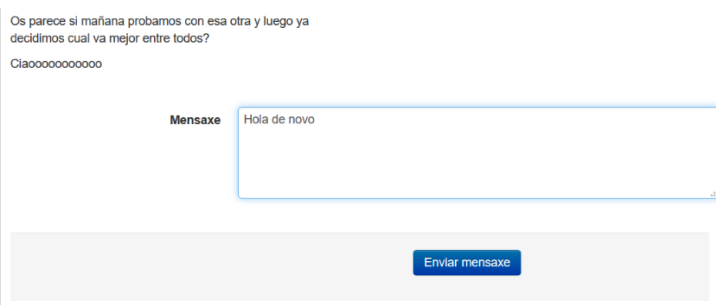 Os parece si mañana probamos con esa otra y luego ya
decidimos cual va mejor entre todos?
Ciaooooooooooo
Mensaxe
Hola de novo
Enviar mensaxe